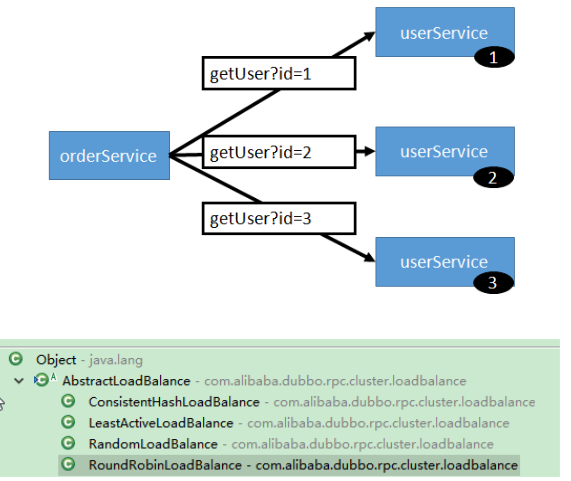 userService
1
getUser?id=1
orderService
getUser?id=2
userService
2
getUser?id=3
userService
3
Object - java.lang
AbstractLoadBalance - com.alibaba.dubbo.rpc.cluster.loadbalance
ConsistentHashLoadBalance - com.alibaba.dubbo.rpc.cluster.loadbalance
LeastActiveLoadBalance - com.alibaba.dubbo.rpc.cluster.loadbalance
RandomLoadBalance - com.alibaba.dubbo.rpc.cluster.loadbalance
RoundRobinLoadBalance - com.alibaba.dubbo.rpc.cluster.loadbalance